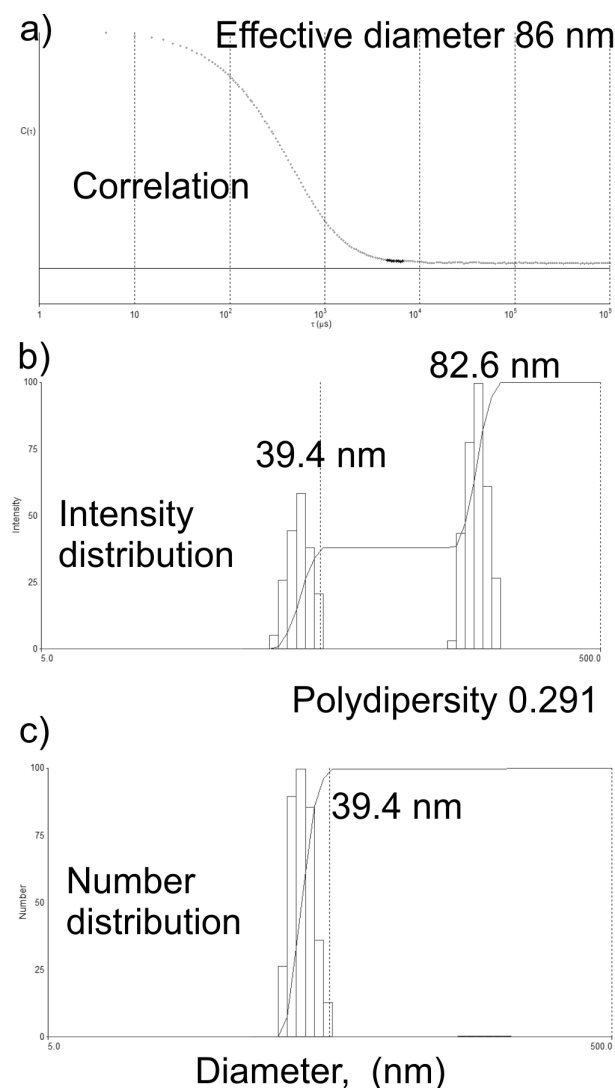 a)
Effective diameter 86 nm
C(τ)
Correlation
1 10 10² 10³ 10⁴ 10⁵ 10⁶
τ (µs)
b)
82.6 nm
39.4 nm
100
75
50
25
0
Intensity
Intensity
distribution
5.0 500.0
Polydipersity 0.291
c)
39.4 nm
100
75
50
25
0
Number
Number
distribution
5.0 500.0
Diameter, (nm)